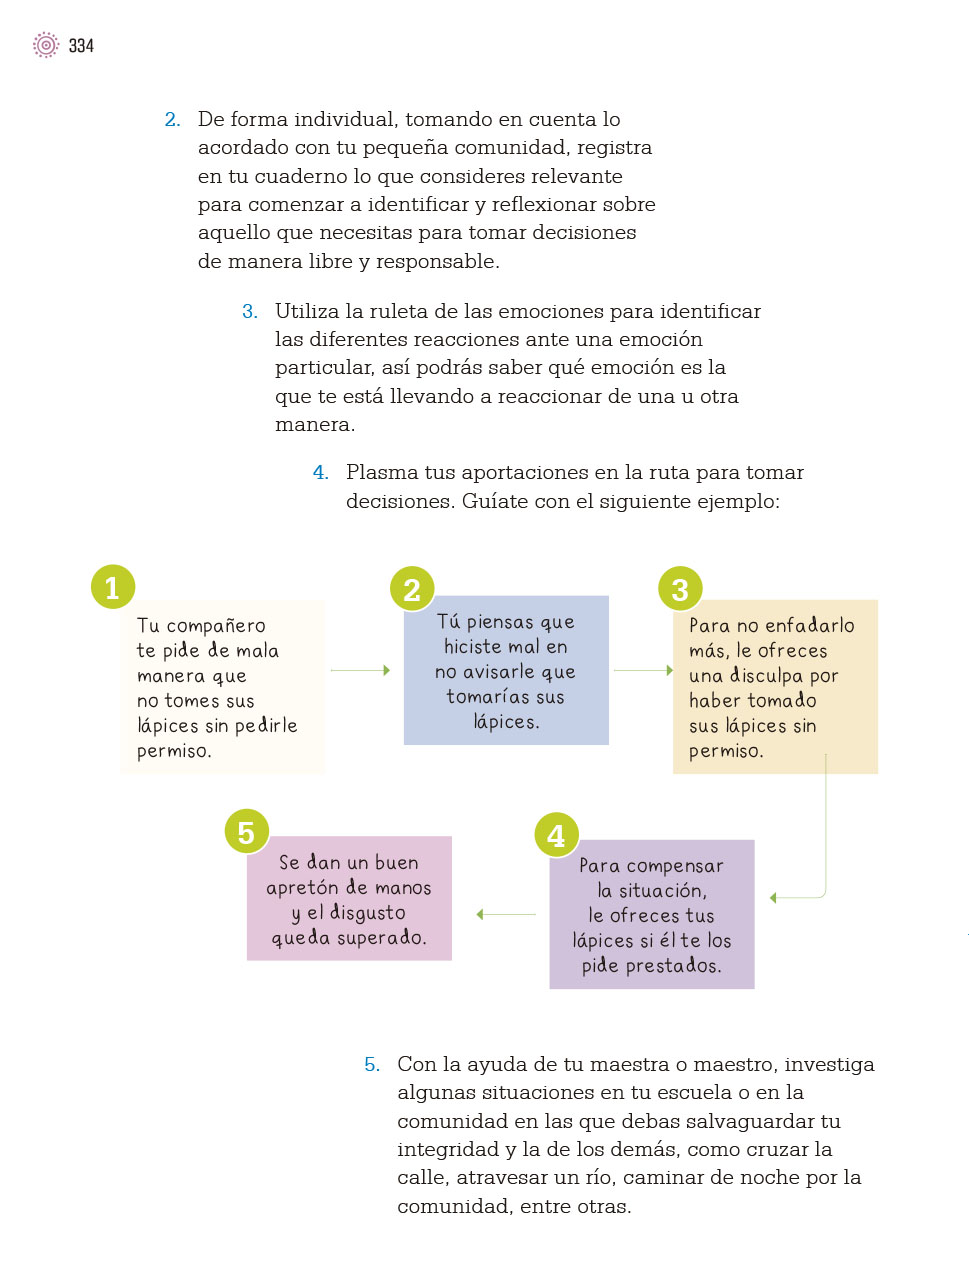 334
2. De forma individual, tomando en cuenta lo
acordado con tu pequeña comunidad, registra
en tu cuaderno lo que consideres relevante
para comenzar a identificar y reflexionar sobre
aquello que necesitas para tomar decisiones
de manera libre y responsable.
3. Utiliza la ruleta de las emociones para identificar
las diferentes reacciones ante una emoción
particular, así podrás saber qué emoción es la
que te está llevando a reaccionar de una u otra
manera.
4. Plasma tus aportaciones en la ruta para tomar
decisiones. Guíate con el siguiente ejemplo:
1
Tu compañero
te pide de mala
manera que
no tomes sus
lápices sin pedirle
permiso.
2
Tú piensas que
hiciste mal en
no avisarle que
tomarías sus
lápices.
3
Para no enfadarlo
más, le ofreces
una disculpa por
haber tomado
sus lápices sin
permiso.
4
Para compensar
la situación,
le ofreces tus
lápices si él te los
pide prestados.
5
Se dan un buen
apretón de manos
y el disgusto
queda superado.
5. Con la ayuda de tu maestra o maestro, investiga
algunas situaciones en tu escuela o en la
comunidad en las que debas salvaguardar tu
integridad y la de los demás, como cruzar la
calle, atravesar un río, caminar de noche por la
comunidad, entre otras.